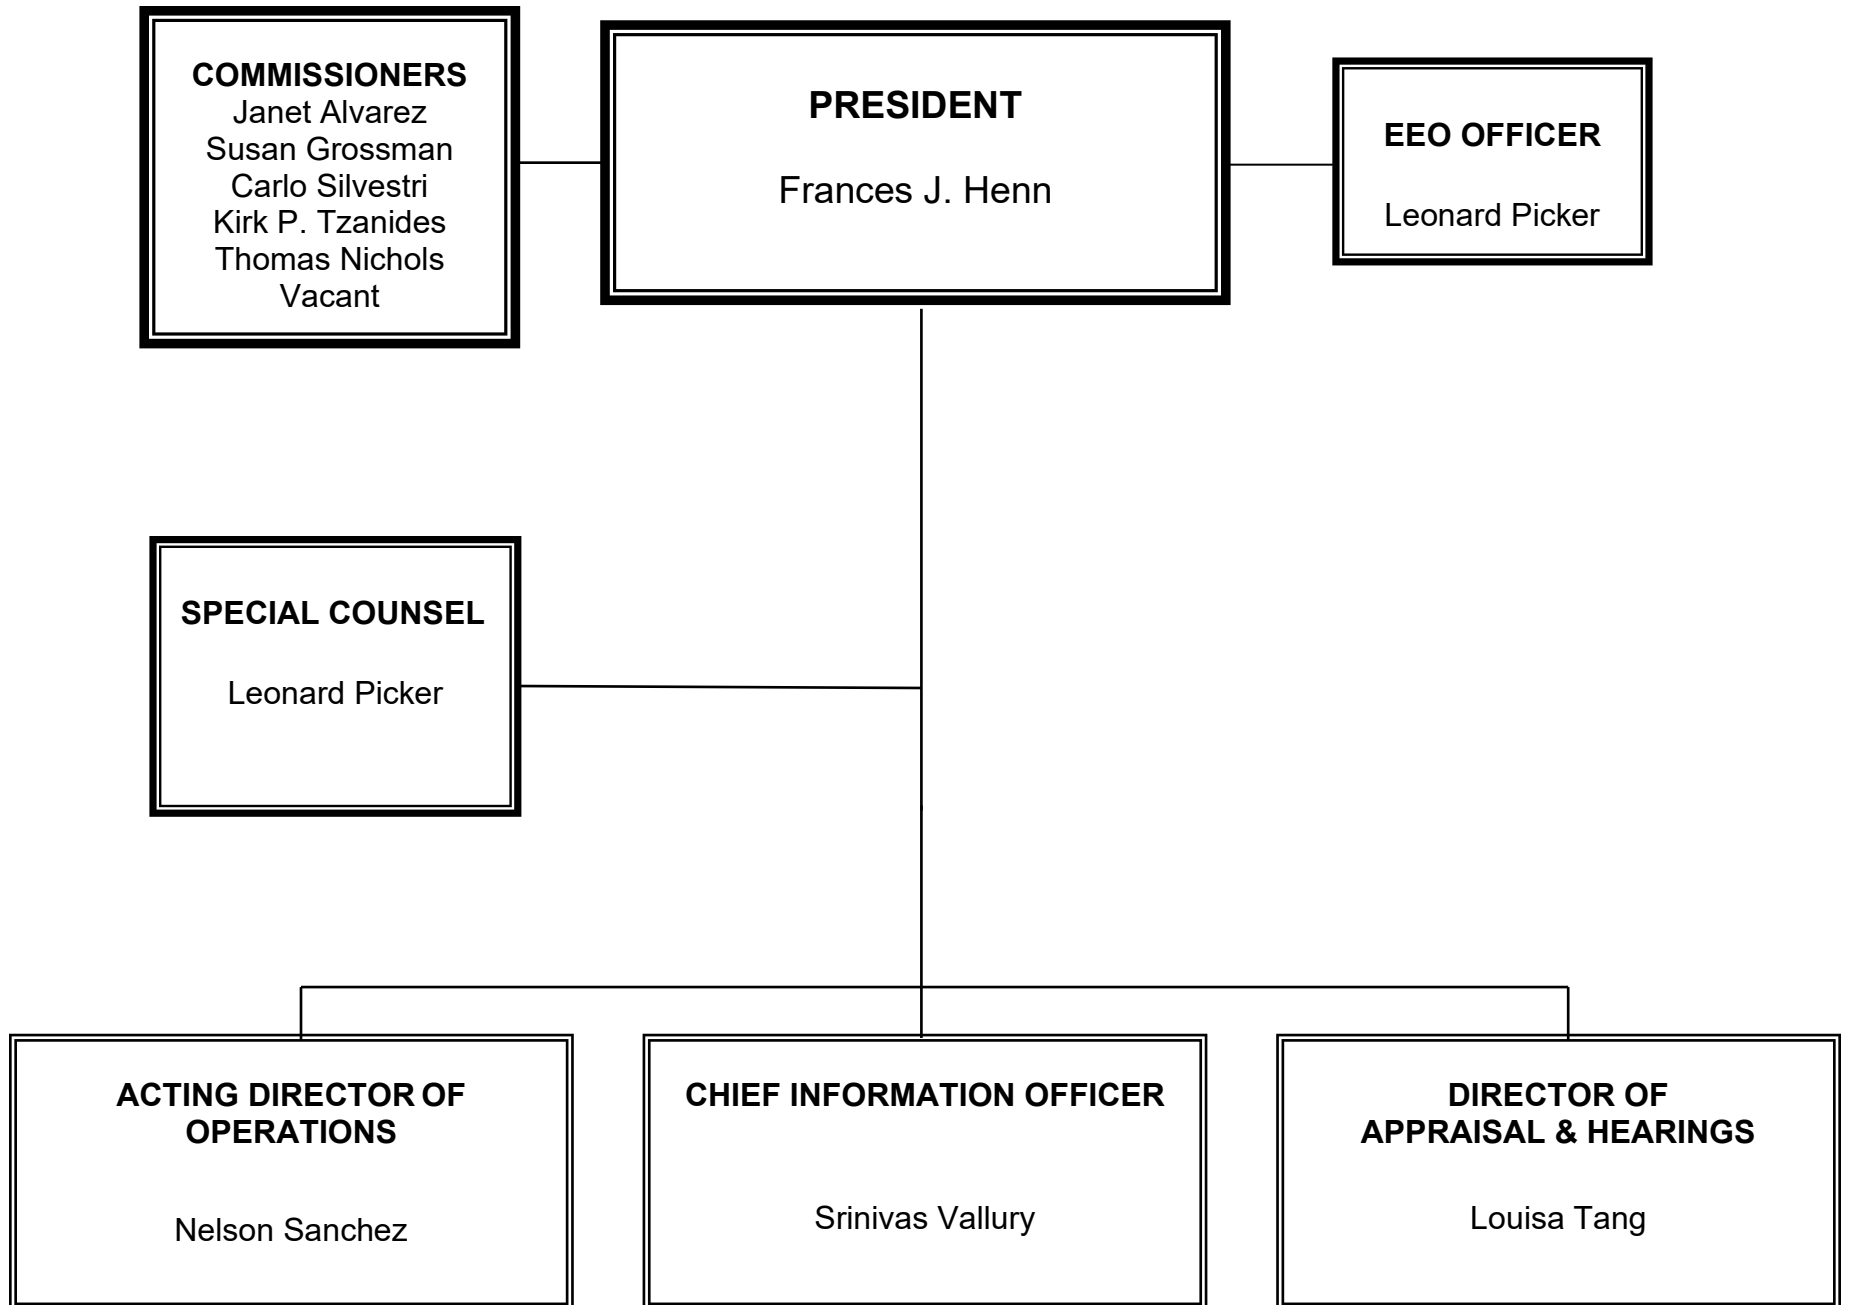 COMMISSIONERS
Janet Alvarez
Susan Grossman
Carlo Silvestri
Kirk P. Tzanides
Thomas Nichols
Vacant
PRESIDENT
Frances J. Henn
EEO OFFICER
Leonard Picker
SPECIAL COUNSEL
Leonard Picker
ACTING DIRECTOR OF
OPERATIONS
Nelson Sanchez
CHIEF INFORMATION OFFICER
Srinivas Vallury
DIRECTOR OF
APPRAISAL & HEARINGS
Louisa Tang